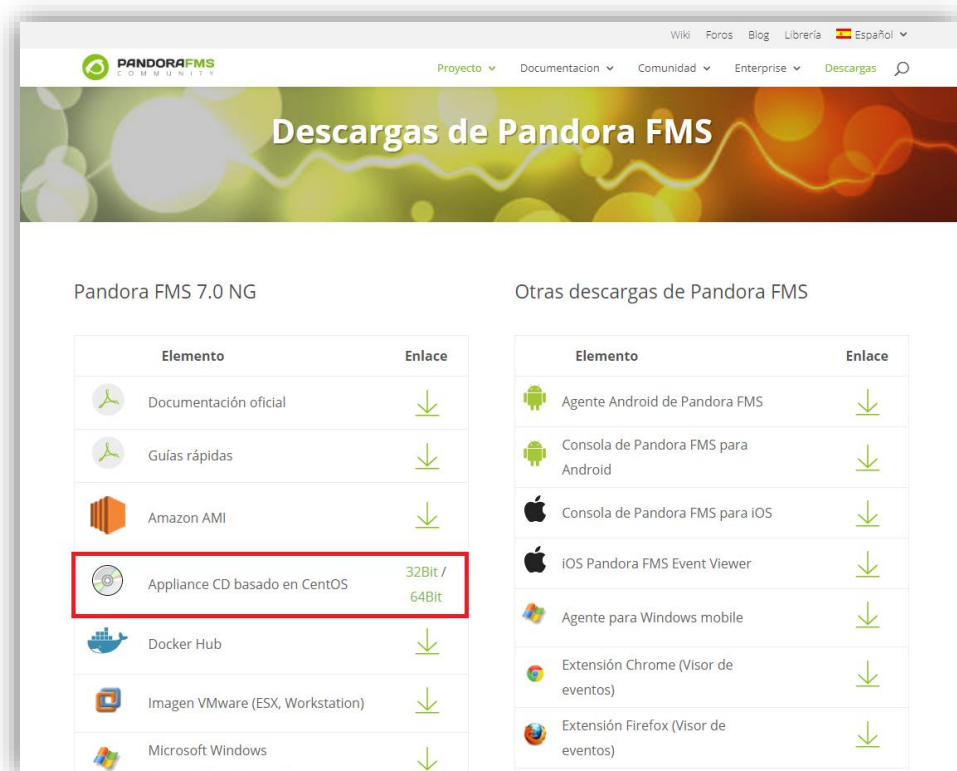 Wiki Foros Blog Librería Español
PANDORAFMS
COMMUNITY
Proyecto Documentacion Comunidad Enterprise Descargas
Descargas de Pandora FMS
Pandora FMS 7.0 NG
Elemento Enlace
Documentación oficial
Guías rápidas
Amazon AMI
Appliance CD basado en CentOS 32Bit /
64Bit
Docker Hub
Imagen VMware (ESX, Workstation)
Microsoft Windows
Otras descargas de Pandora FMS
Elemento Enlace
Agente Android de Pandora FMS
Consola de Pandora FMS para
Android
Consola de Pandora FMS para iOS
iOS Pandora FMS Event Viewer
Agente para Windows mobile
Extensión Chrome (Visor de
eventos)
Extensión Firefox (Visor de
eventos)